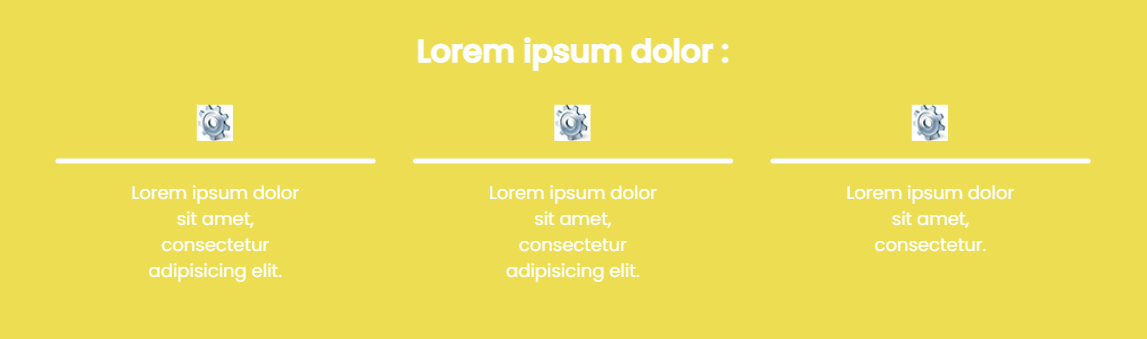 Lorem ipsum dolor :
Lorem ipsum dolor
sit amet,
consectetur
adipisicing elit.
Lorem ipsum dolor
sit amet,
consectetur
adipisicing elit.
Lorem ipsum dolor
sit amet,
consectetur.